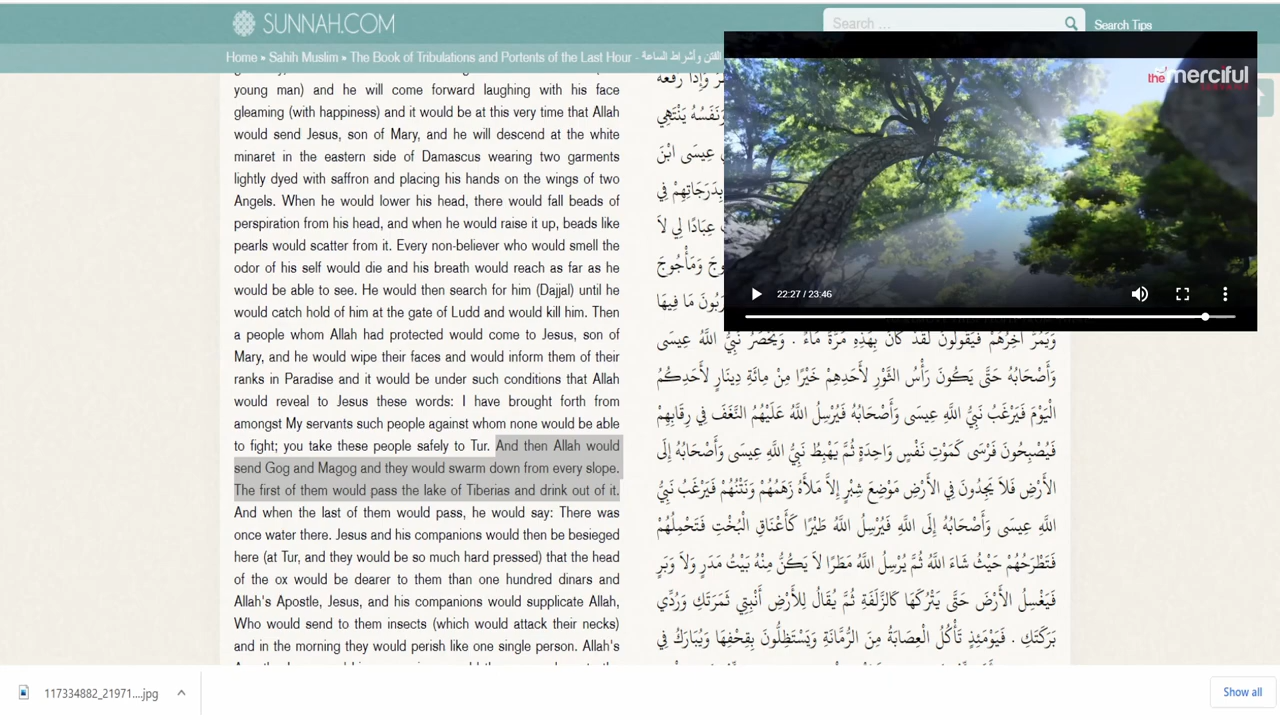 SUNNAH.COM
Search ...
Search Tips
Home » Sahih Muslim » The Book of Tribulations and Portents of the Last Hour - الفتن وأشراط الساعة
young man) and he will come forward laughing with his face
gleaming (with happiness) and it would be at this very time that Allah
would send Jesus, son of Mary, and he will descend at the white
minaret in the eastern side of Damascus wearing two garments
lightly dyed with saffron and placing his hands on the wings of two
Angels. When he would lower his head, there would fall beads of
perspiration from his head, and when he would raise it up, beads like
pearls would scatter from it. Every non-believer who would smell the
odor of his self would die and his breath would reach as far as he
would be able to see. He would then search for him (Dajjal) until he
would catch hold of him at the gate of Ludd and would kill him. Then
a people whom Allah had protected would come to Jesus, son of
Mary, and he would wipe their faces and would inform them of their
ranks in Paradise and it would be under such conditions that Allah
would reveal to Jesus these words: I have brought forth from
amongst My servants such people against whom none would be able
to fight; you take these people safely to Tur. And then Allah would
send Gog and Magog and they would swarm down from every slope.
The first of them would pass the lake of Tiberias and drink out of it.
And when the last of them would pass, he would say: There was
once water there. Jesus and his companions would then be besieged
here (at Tur, and they would be so much hard pressed) that the head
of the ox would be dearer to them than one hundred dinars and
Allah's Apostle, Jesus, and his companions would supplicate Allah,
Who would send to them insects (which would attack their necks)
and in the morning they would perish like one single person. Allah's
وَإِذَا رَفَعَهُ
وَنَفَسُهُ يَنْتَهِي
عِيسَى ابْنَ
بِدَرَجَاتِهِمْ فِي
عِبَادًا لِي لاَ
وَمَأْجُوجَ
مَا فِيهَا
وَيَمُرُّ آخِرُهُمْ فَيَقُولُونَ لَقَدْ كَانَ بِهَذِهِ مَرَّةً مَاءٌ . وَيُحْصَرُ نَبِيُّ اللَّهِ عِيسَى
وَأَصْحَابُهُ حَتَّى يَكُونَ رَأْسُ الثَّوْرِ لأَحَدِهِمْ خَيْرًا مِنْ مِائَةِ دِينَارٍ لأَحَدِكُمُ
الْيَوْمَ فَيَرْغَبُ نَبِيُّ اللَّهِ عِيسَى وَأَصْحَابُهُ فَيُرْسِلُ اللَّهُ عَلَيْهُمُ النَّغَفَ فِي رِقَابِهِمْ
فَيُصْبِحُونَ فَرْسَى كَمَوْتِ نَفْسٍ وَاحِدَةٍ ثُمَّ يَهْبِطُ نَبِيُّ اللَّهِ عِيسَى وَأَصْحَابُهُ إِلَى
الأَرْضِ فَلاَ يَجِدُونَ فِي الأَرْضِ مَوْضِعَ شِبْرٍ إِلاَّ مَلأَهُ زَهَمُهُمْ وَنَتْنُهُمْ فَيَرْغَبُ نَبِيُّ
اللَّهِ عِيسَى وَأَصْحَابُهُ إِلَى اللَّهِ فَيُرْسِلُ اللَّهُ طَيْرًا كَأَعْنَاقِ الْبُخْتِ فَتَحْمِلُهُمْ
فَتَطْرَحُهُمْ حَيْثُ شَاءَ اللَّهُ ثُمَّ يُرْسِلُ اللَّهُ مَطَرًا لاَ يَكُنُّ مِنْهُ بَيْتُ مَدَرٍ وَلاَ وَبَرٍ
فَيَغْسِلُ الأَرْضَ حَتَّى يَتْرُكَهَا كَالزَّلَفَةِ ثُمَّ يُقَالُ لِلأَرْضِ أَنْبِتِي ثَمَرَتَكِ وَرُدِّي
بَرَكَتَكِ . فَيَوْمَئِذٍ تَأْكُلُ الْعِصَابَةُ مِنَ الرُّمَّانَةِ وَيَسْتَظِلُّونَ بِقِحْفِهَا وَيُبَارَكُ فِي
the merciful
SERVANT
22:27 / 23:46
117334882_21971....jpg
Show all